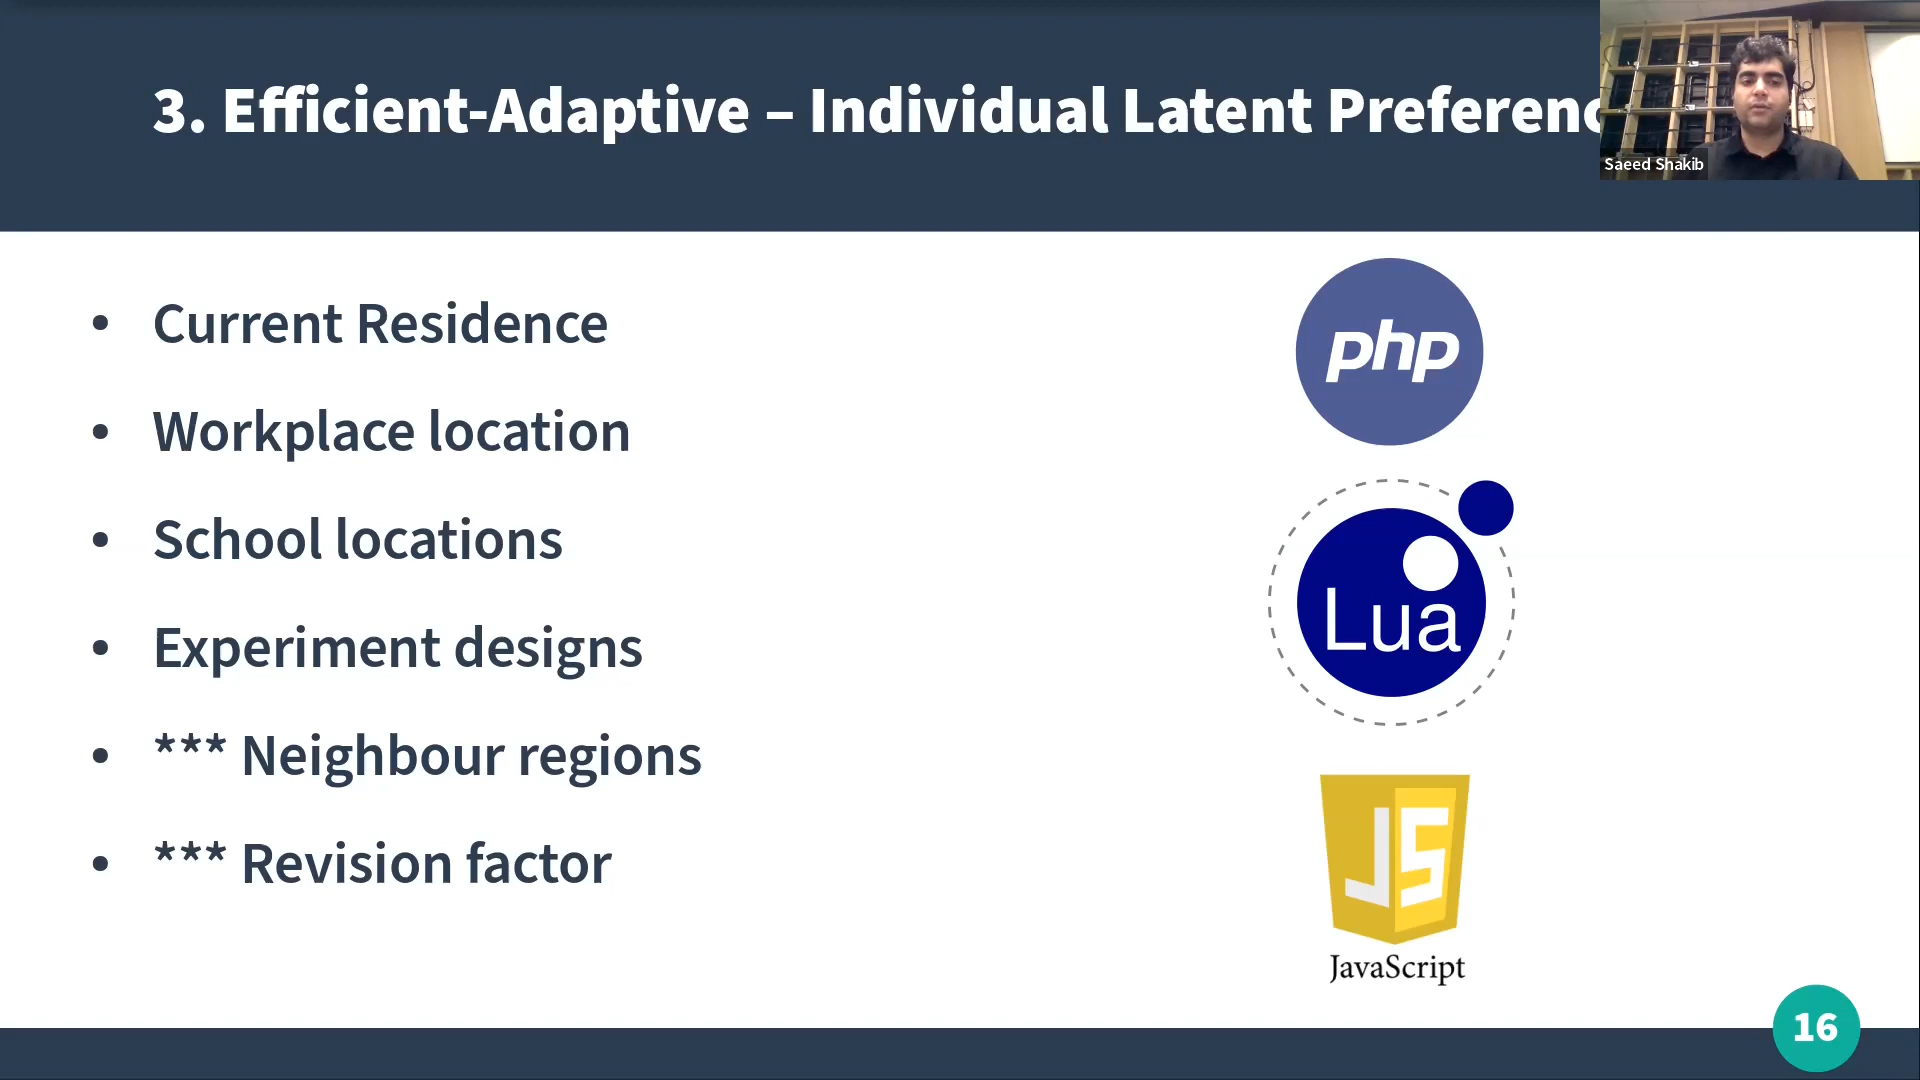 3. Efficient-Adaptive – Individual Latent Preferenc
Saeed Shakib
• Current Residence
• Workplace location
• School locations
• Experiment designs
• *** Neighbour regions
• *** Revision factor
php
Lua
JS
JavaScript
16